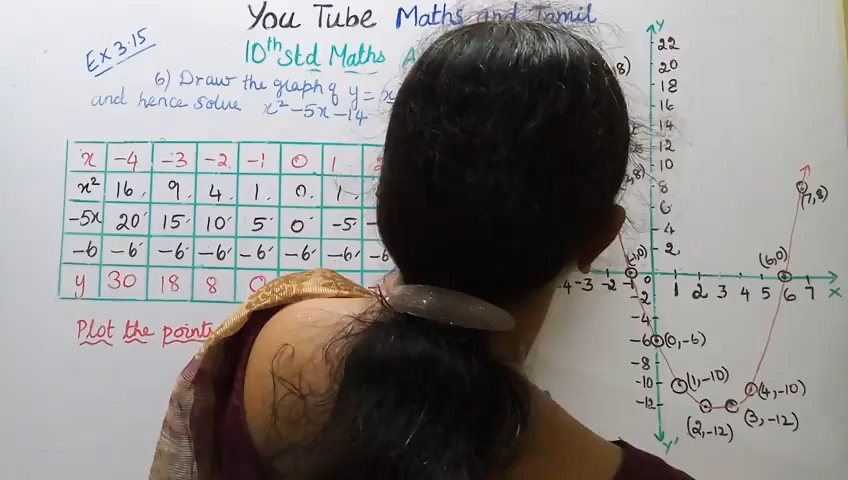 You Tube Maths and Tamil
Ex 3.15
10th Std Maths
6) Draw the graph of y =
and hence solve x² -5x -14
x -4 -3 -2 -1 0 1
x² 16 9 4 1 0 1
-5x 20 15 10 5 0 -5
-6 -6 -6 -6 -6 -6 -6
y 30 18 8 0
Plot the points
Y
22
20
18
16
14
12
10
8
6
4
2
0
-2
-4
-6
-8
-10
-12
Y'
-4 -3 -2 -1 1 2 3 4 5 6 7 X
(7,8)
(6,0)
(0,-6)
(1,-10)
(4,-10)
(2,-12)
(3,-12)